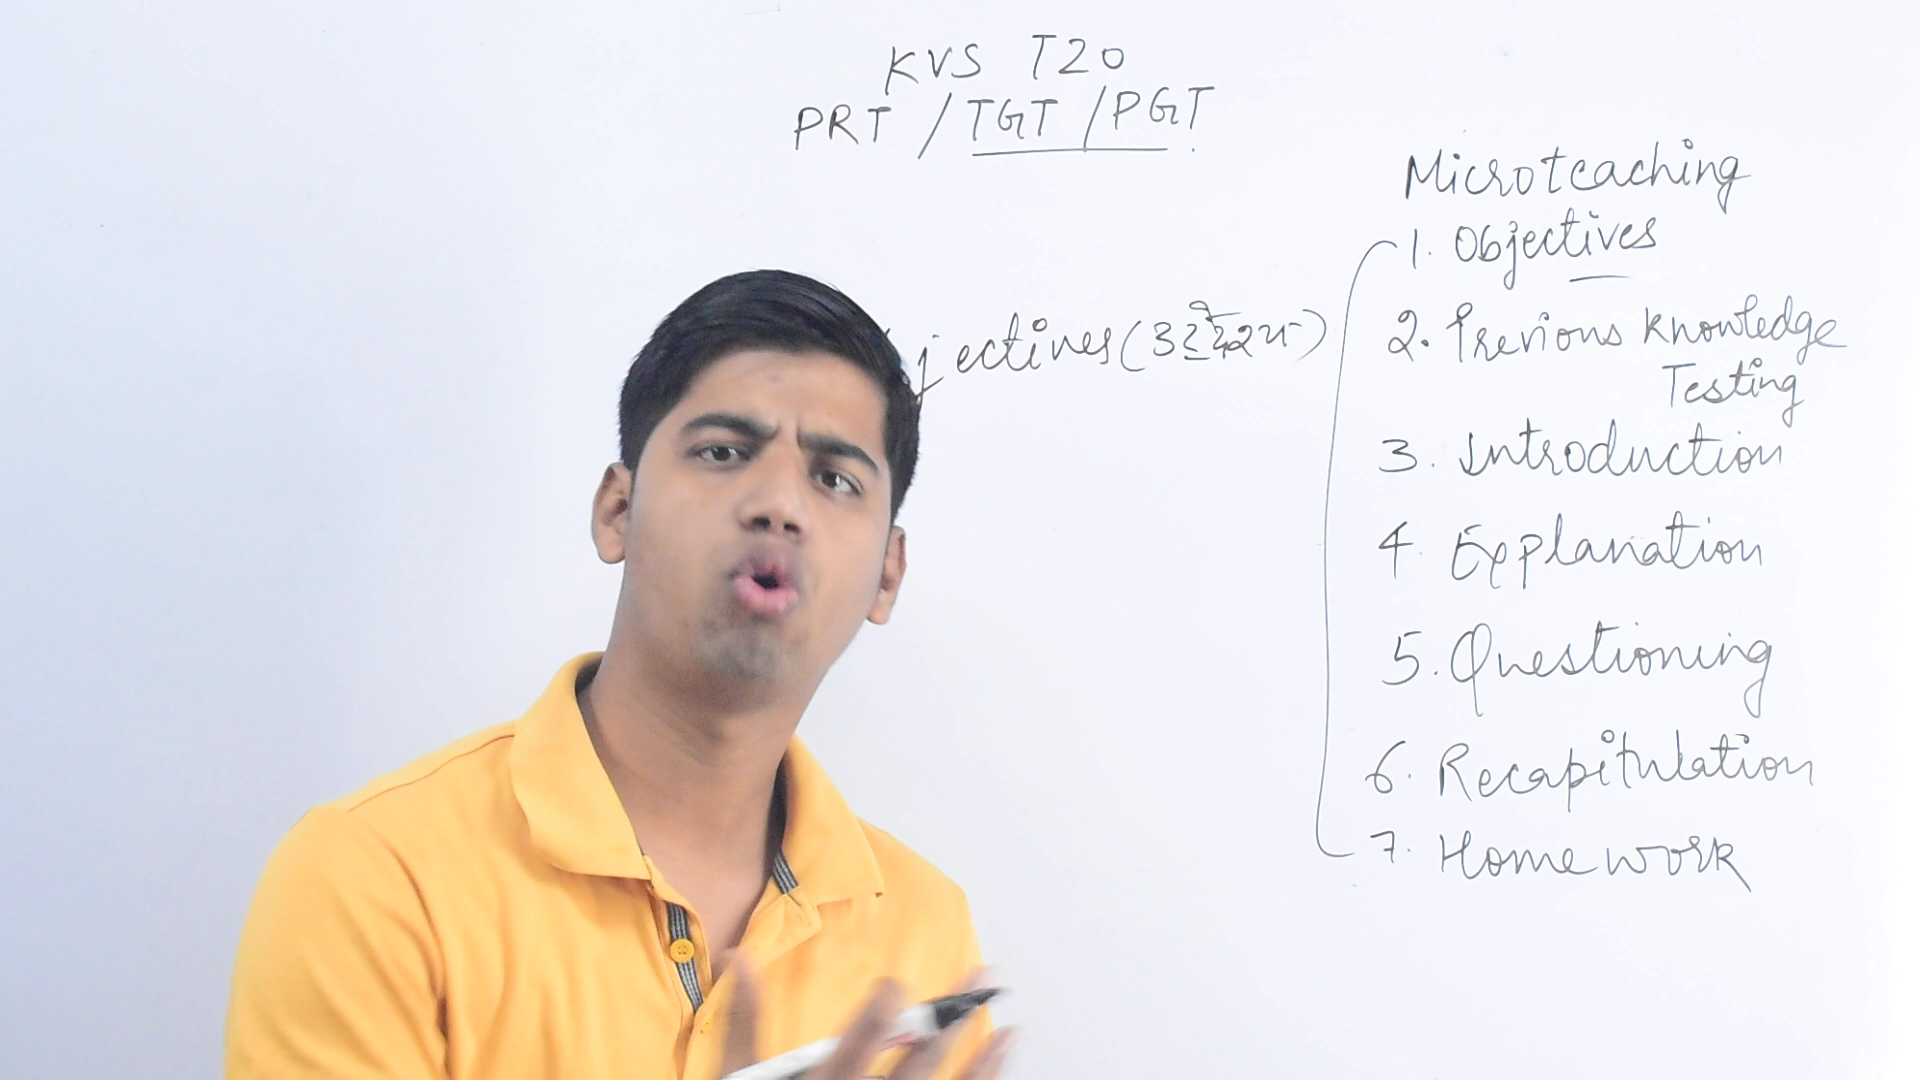 KVS T20
PRT / TGT / PGT
Microteaching
1. Objectives
jectives (उद्देश्य)
2. Previous Knowledge
Testing
3. Introduction
4. Explanation
5. Questioning
6. Recapitulation
7. Homework